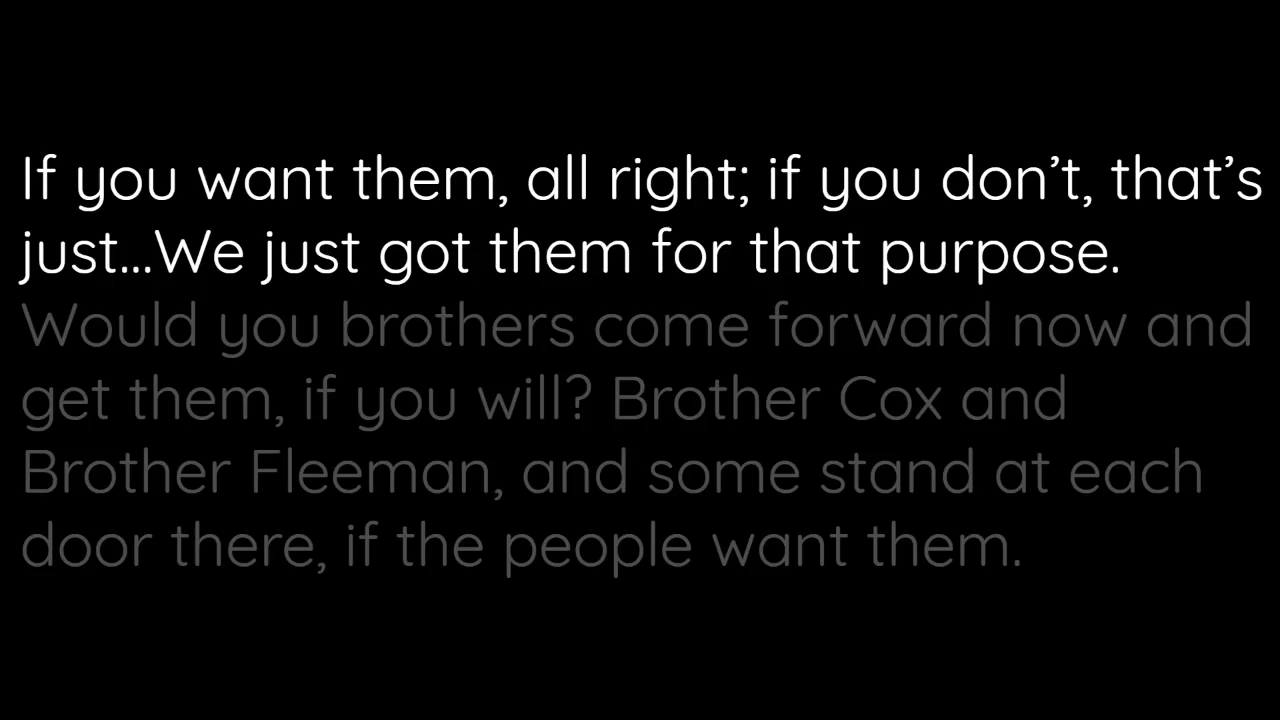 If you want them, all right; if you don’t, that’s
just...We just got them for that purpose.
Would you brothers come forward now and
get them, if you will? Brother Cox and
Brother Fleeman, and some stand at each
door there, if the people want them.